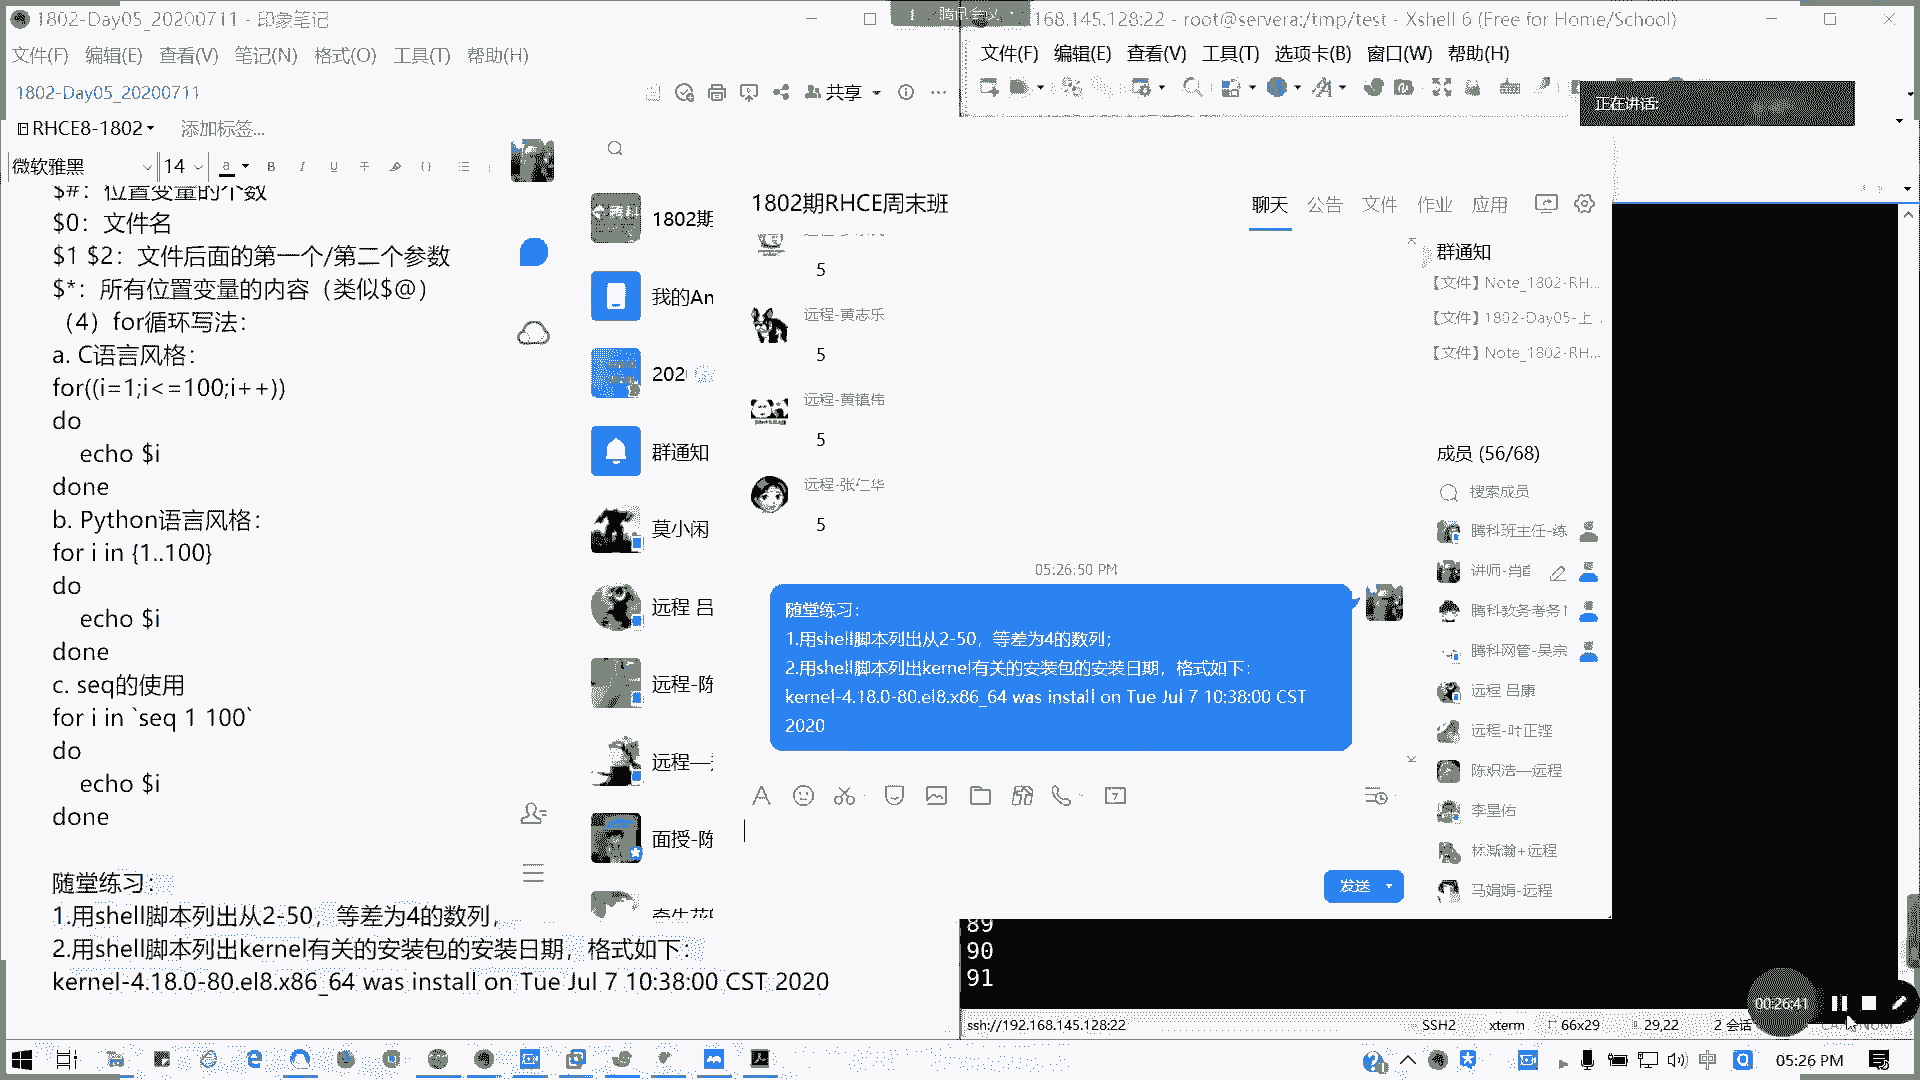 1802-Day05_20200711 - 印象笔记
文件(F) 编辑(E) 查看(V) 笔记(N) 格式(O) 工具(T) 帮助(H)
1802-Day05_20200711
共享
RHCE8-1802
添加标签...
微软雅黑
14
$#：位置变量的个数
$0：文件名
$1 $2：文件后面的第一个/第二个参数
$*：所有位置变量的内容（类似$@）
（4）for循环写法：
a. C语言风格：
for((i=1;i<=100;i++))
do
echo $i
done
b. Python语言风格：
for i in {1..100}
do
echo $i
done
c. seq的使用
for i in `seq 1 100`
do
echo $i
done
随堂练习：
1.用shell脚本列出从2-50，等差为4的数列，
2.用shell脚本列出kernel有关的安装包的安装日期，格式如下：
kernel-4.18.0-80.el8.x86_64 was install on Tue Jul 7 10:38:00 CST 2020
1802期
我的An
202
群通知
莫小闲
远程 吕
远程-陈
远程—
面授-陈
腾讯会议
168.145.128:22 - root@servera:/tmp/test - Xshell 6 (Free for Home/School)
文件(F) 编辑(E) 查看(V) 工具(T) 选项卡(B) 窗口(W) 帮助(H)
正在讲话:
1802期RHCE周末班
聊天 公告 文件 作业 应用
5
远程-黄志乐
5
远程-黄镇伟
5
远程-张仁华
5
05:26:50 PM
随堂练习：
1.用shell脚本列出从2-50，等差为4的数列；
2.用shell脚本列出kernel有关的安装包的安装日期，格式如下：
kernel-4.18.0-80.el8.x86_64 was install on Tue Jul 7 10:38:00 CST
2020
发送
群通知
【文件】Note_1802-RH...
【文件】1802-Day05-上...
【文件】Note_1802-RH...
成员 (56/68)
搜索成员
腾科班主任-练
讲师-肖
腾科教务考务
腾科网管-吴宗
远程 吕康
远程-叶正铿
陈炽浩—远程
李星佑
林渐瀚+远程
马娟娟-远程
89
90
91
00:26:41
ssh://192.168.145.128:22
SSH2
xterm
66x29
29,22
2 会话
CAP NUM
中
05:26 PM